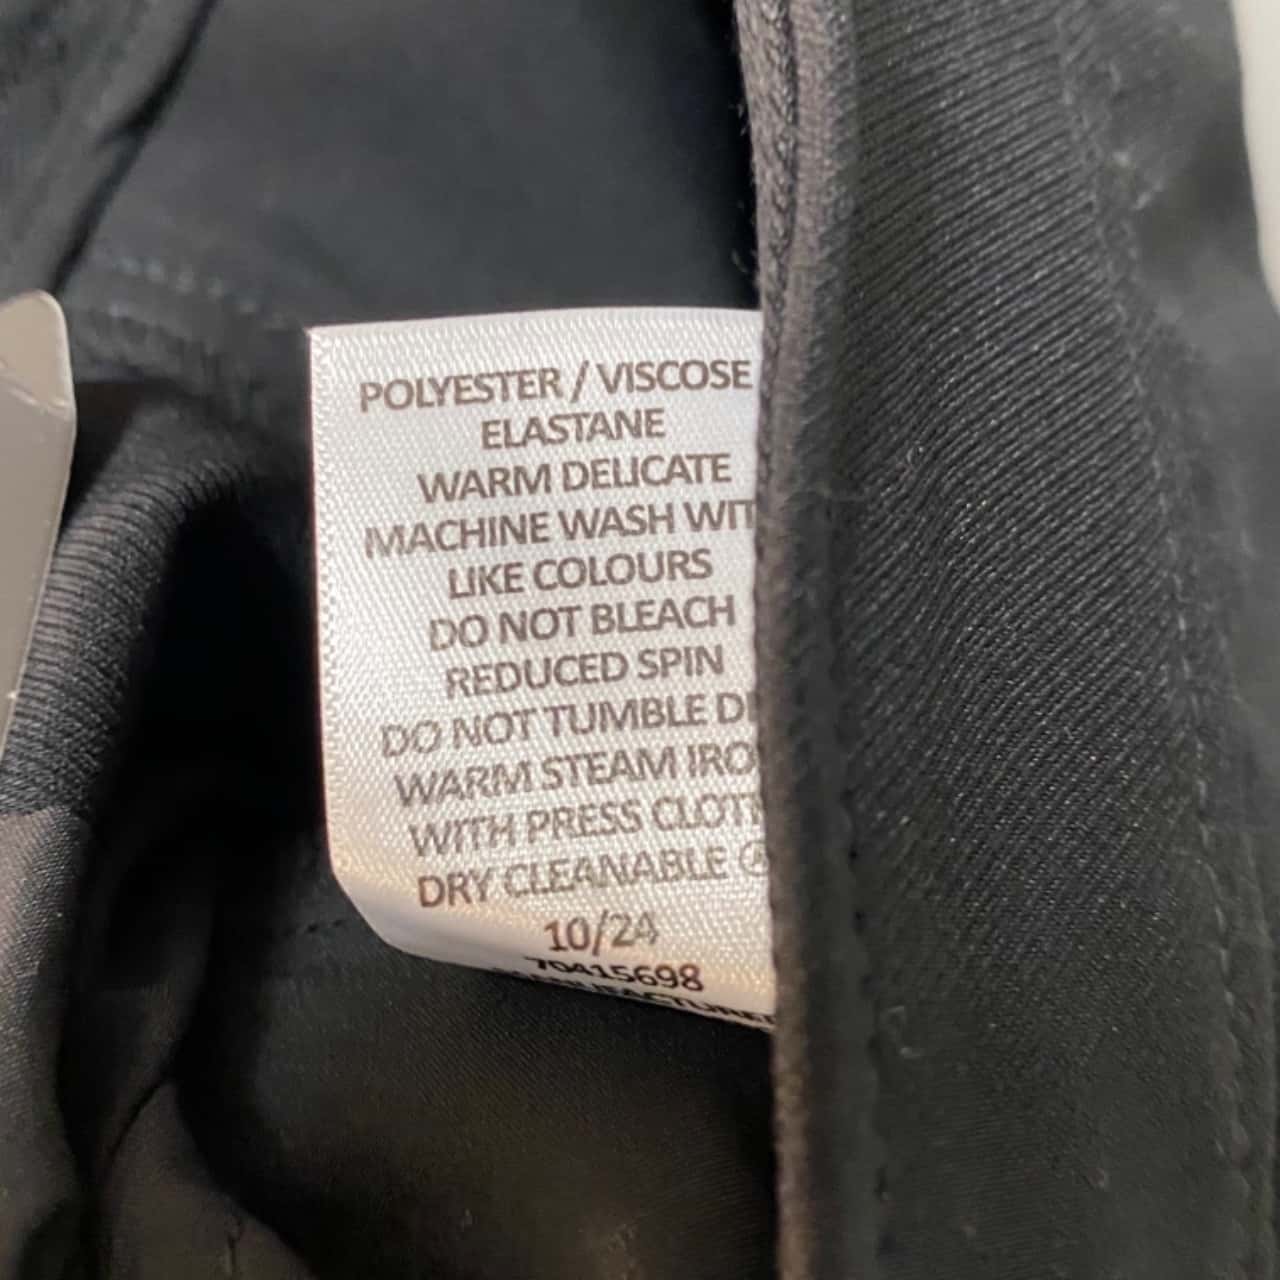 POLYESTER / VISCOSE
ELASTANE
WARM DELICATE
MACHINE WASH WIT
LIKE COLOURS
DO NOT BLEACH
REDUCED SPIN
DO NOT TUMBLE D
WARM STEAM IRO
WITH PRESS CLOT
DRY CLEANABLE
10/24
70415698